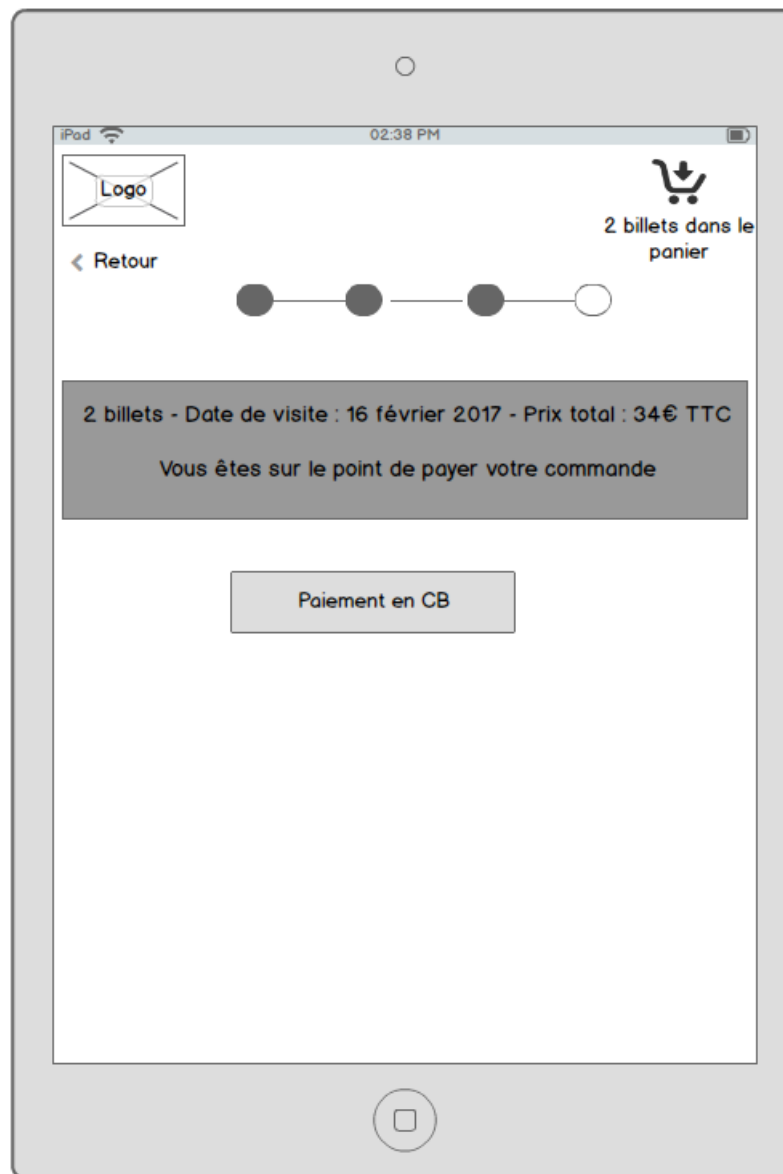 iPad
02:38 PM
Logo
2 billets dans le
panier
Retour
2 billets - Date de visite : 16 février 2017 - Prix total : 34€ TTC
Vous êtes sur le point de payer votre commande
Paiement en CB